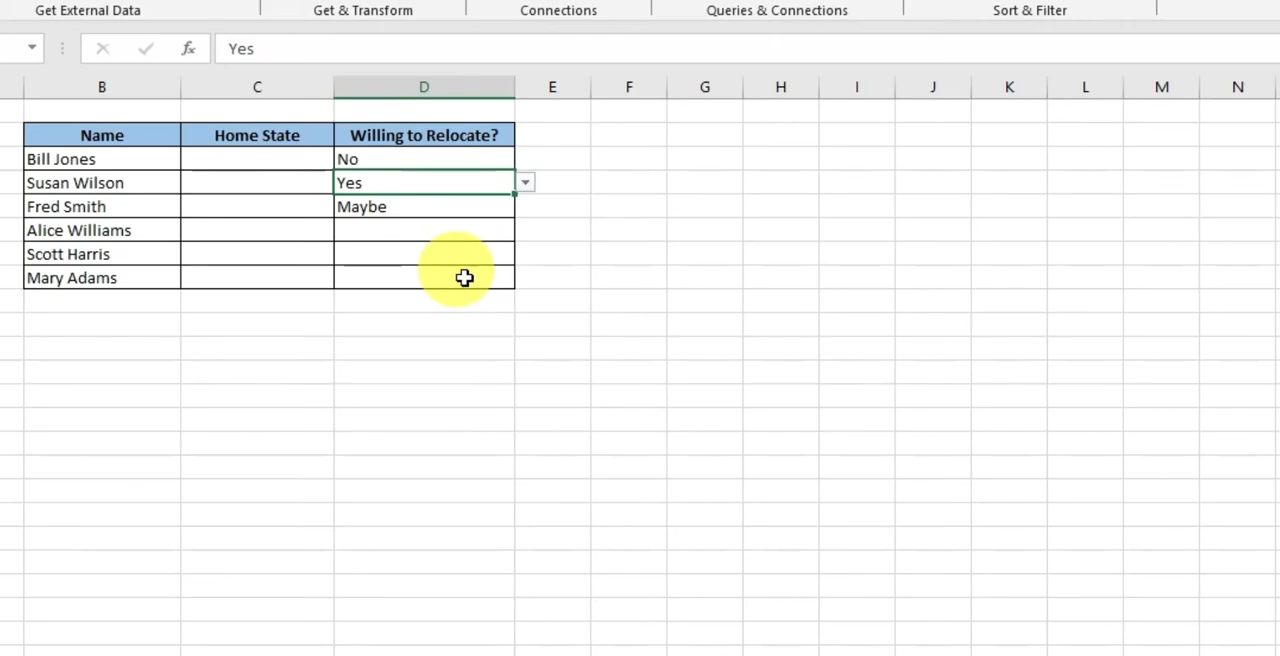 Get External Data Get & Transform Connections Queries & Connections Sort & Filter
fx Yes
B C D E F G H I J K L M N
Name Home State Willing to Relocate?
Bill Jones No
Susan Wilson Yes
Fred Smith Maybe
Alice Williams
Scott Harris
Mary Adams